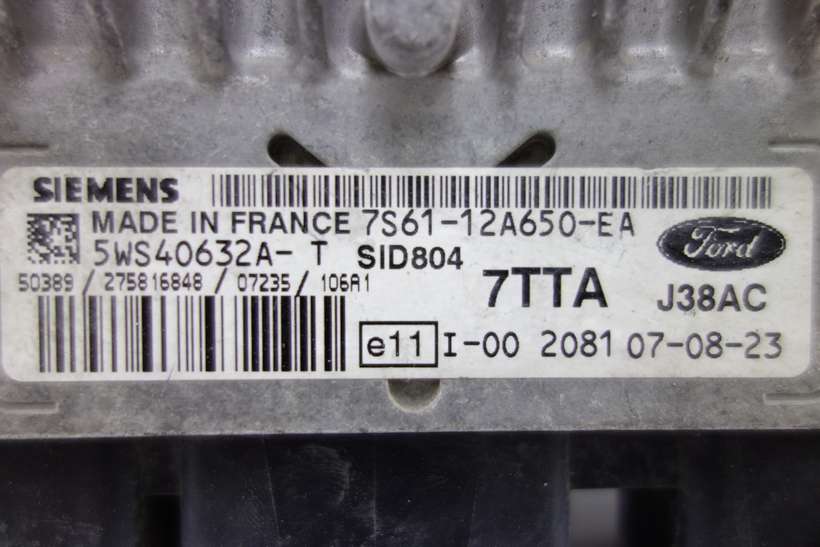 SIEMENS
MADE IN FRANCE 7S61-12A650-EA
5WS40632A- T SID804
Ford
50389 / 275816848 / 07235 / 106A1
7TTA J38AC
e11 I-00 2081 07-08-23